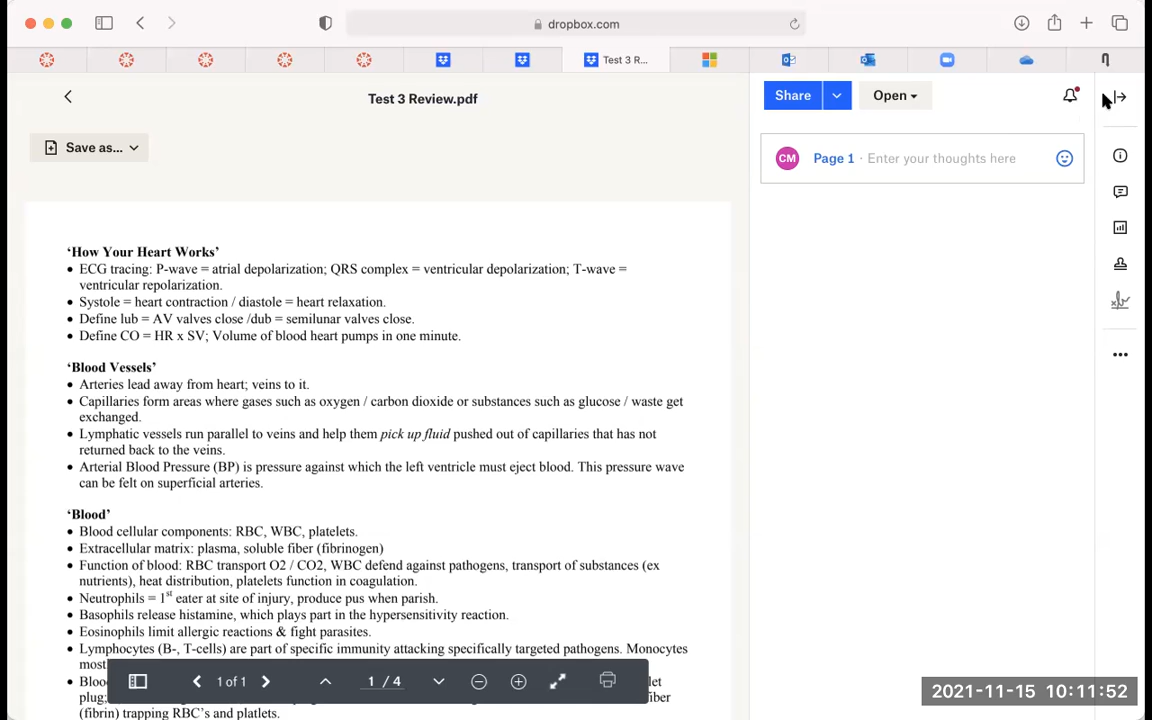 dropbox.com
Test 3 R...
Test 3 Review.pdf
Share
Open
Save as...
CM Page 1 · Enter your thoughts here
‘How Your Heart Works’
• ECG tracing: P-wave = atrial depolarization; QRS complex = ventricular depolarization; T-wave =
ventricular repolarization.
• Systole = heart contraction / diastole = heart relaxation.
• Define lub = AV valves close /dub = semilunar valves close.
• Define CO = HR x SV; Volume of blood heart pumps in one minute.
‘Blood Vessels’
• Arteries lead away from heart; veins to it.
• Capillaries form areas where gases such as oxygen / carbon dioxide or substances such as glucose / waste get
exchanged.
• Lymphatic vessels run parallel to veins and help them pick up fluid pushed out of capillaries that has not
returned back to the veins.
• Arterial Blood Pressure (BP) is pressure against which the left ventricle must eject blood. This pressure wave
can be felt on superficial arteries.
‘Blood’
• Blood cellular components: RBC, WBC, platelets.
• Extracellular matrix: plasma, soluble fiber (fibrinogen)
• Function of blood: RBC transport O2 / CO2, WBC defend against pathogens, transport of substances (ex
nutrients), heat distribution, platelets function in coagulation.
• Neutrophils = 1st eater at site of injury, produce pus when parish.
• Basophils release histamine, which plays part in the hypersensitivity reaction.
• Eosinophils limit allergic reactions & fight parasites.
• Lymphocytes (B-, T-cells) are part of specific immunity attacking specifically targeted pathogens. Monocytes
most
• Bloo
plug;
(fibrin) trapping RBC’s and platlets.
1 of 1
1 / 4
2021-11-15 10:11:52